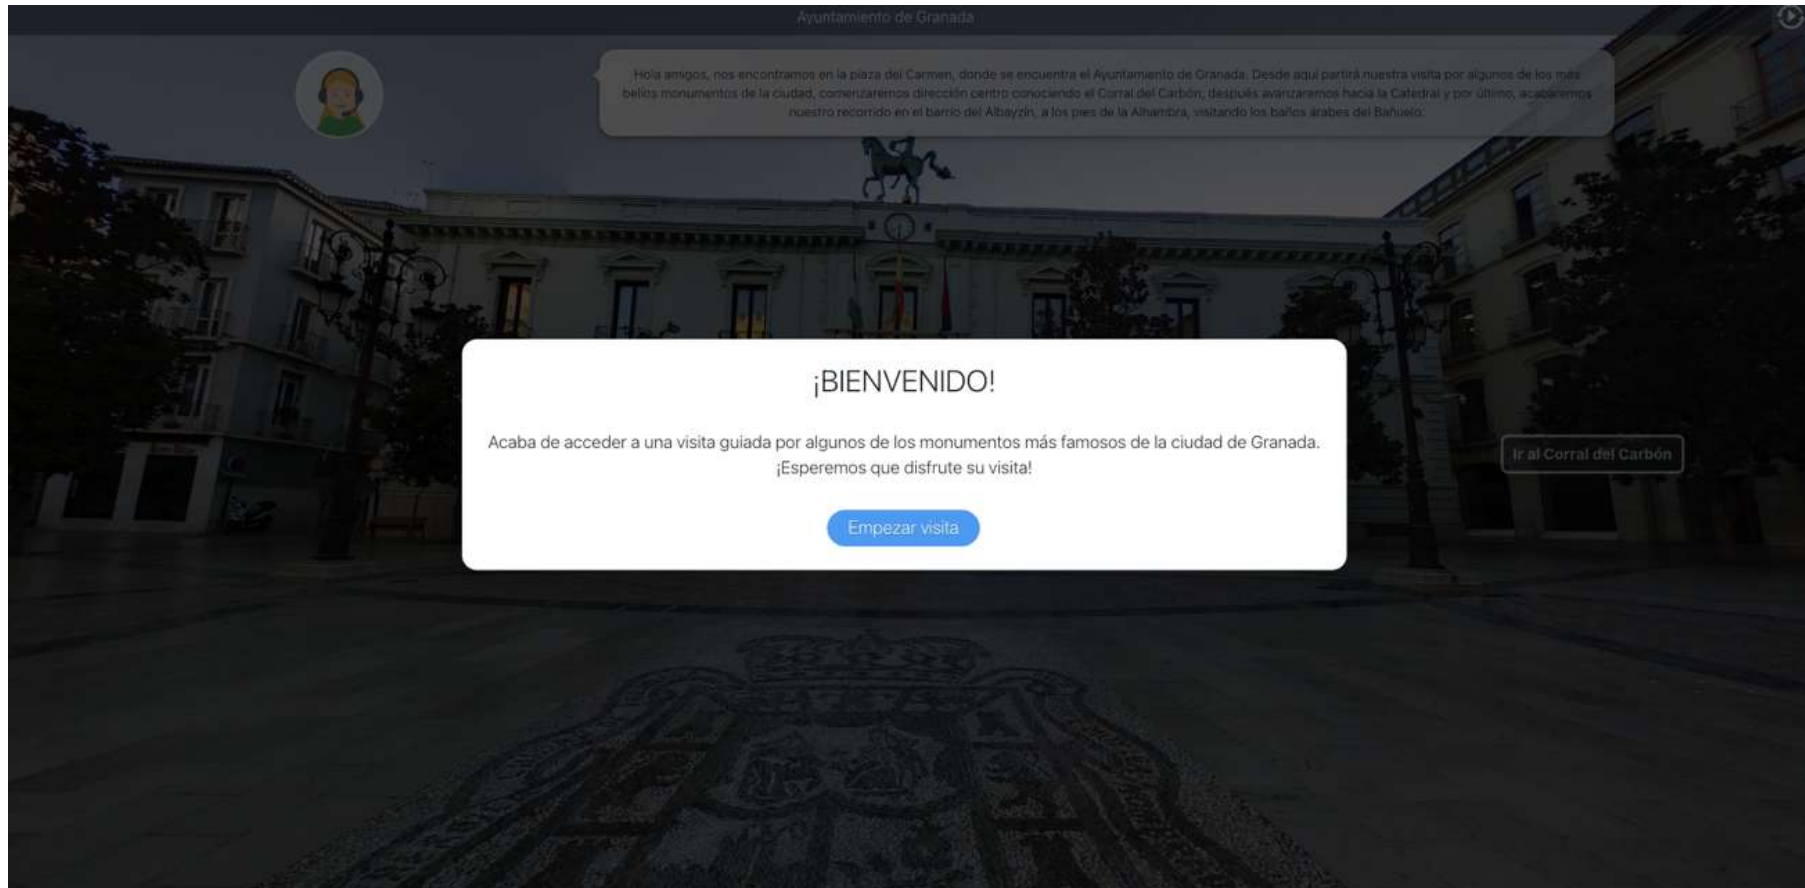 Ayuntamiento de Granada
Hola amigos, nos encontramos en la plaza del Carmen, donde se encuentra el Ayuntamiento de Granada. Desde aquí partirá nuestra visita por algunos de los más
bellos monumentos de la ciudad, comenzaremos dirección centro conociendo el Corral del Carbón, después avanzaremos hacia la Catedral y por último, acabaremos
nuestro recorrido en el barrio del Albayzín, a los pies de la Alhambra, visitando los baños árabes del Bañuelo.
¡BIENVENIDO!
Acaba de acceder a una visita guiada por algunos de los monumentos más famosos de la ciudad de Granada.
¡Esperemos que disfrute su visita!
Ir al Corral del Carbón
Empezar visita